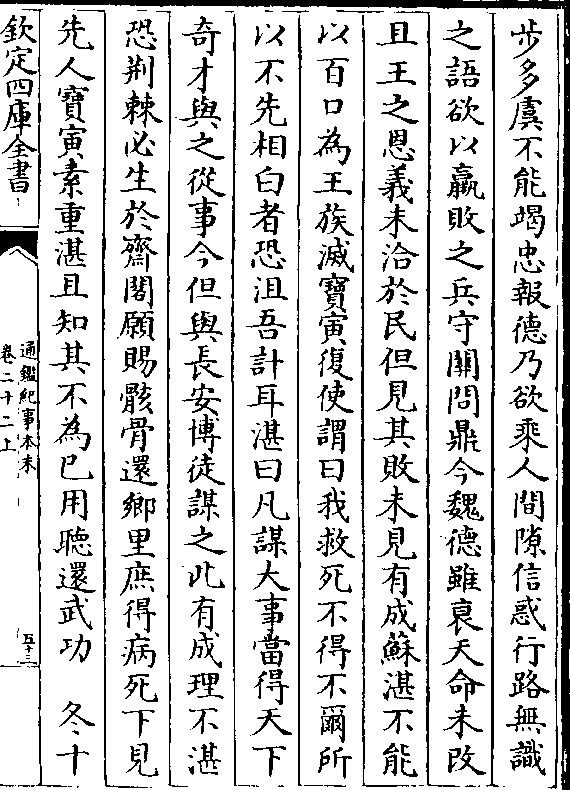 步多虞不能竭忠報德乃欲乘人間隙信惑行路無識
之語欲以羸敗之兵守關問鼎今魏德雖衰天命未改
且王之恩義未洽於民但見其敗未見有成蘇湛不能
以百口為王族滅寶寅復使謂曰我救死不得不爾所
以不先相白者恐沮吾計耳湛曰凡謀大事當得天下
奇才與之從事今但與長安博徒謀之此有成理不湛
恐荆棘必生於齋閣願賜骸骨還鄉里庶得病死下見
先人寶寅素重湛且知其不為已用聽還武功　冬十
欽定四庫全書
通鑑紀事本末
卷二十二上
五十三